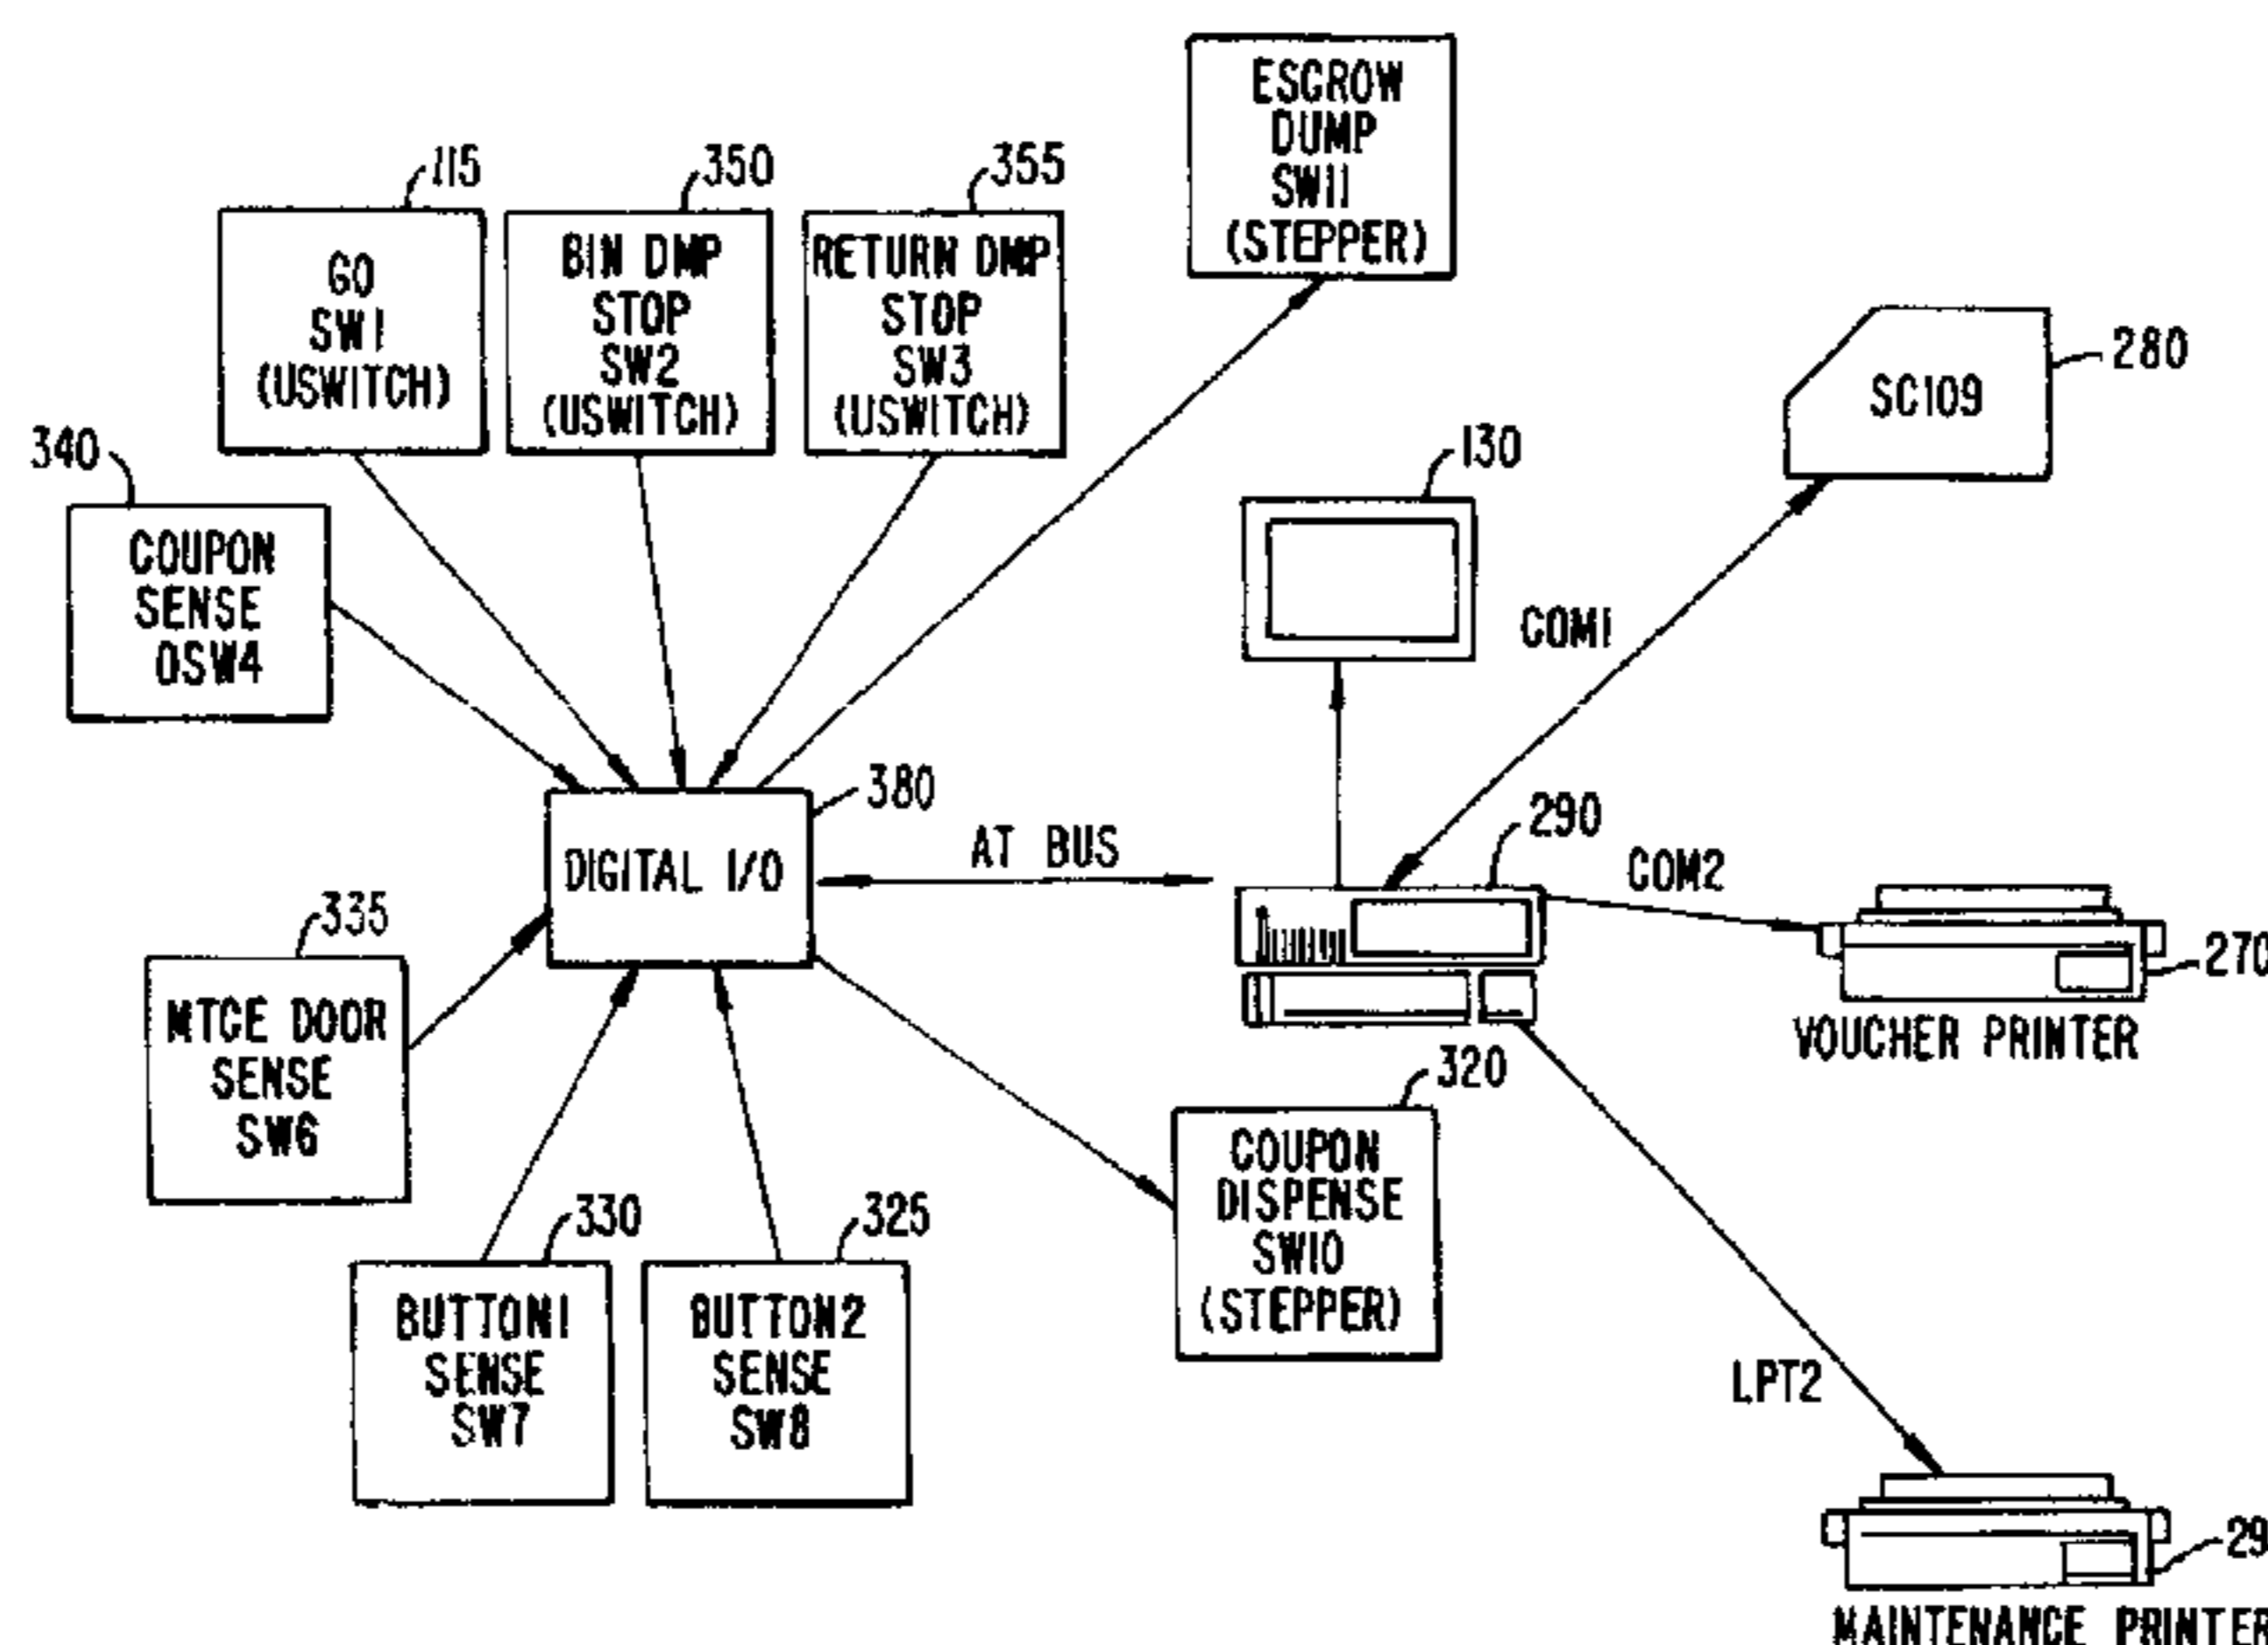 ESCROW
DUMP
SW11
(STEPPER)
115
350
355
GO
SW1
(USWITCH)
BIN DMP
STOP
SW2
(USWITCH)
RETURN DMP
STOP
SW3
(USWITCH)
280
SC109
340
COUPON
SENSE
OSW4
130
COM1
380
DIGITAL I/O
AT BUS
290
COM2
270
VOUCHER PRINTER
335
MTCE DOOR
SENSE
SW6
320
COUPON
DISPENSE
SW10
(STEPPER)
330
BUTTON1
SENSE
SW7
325
BUTTON2
SENSE
SW8
LPT2
MAINTENANCE PRINTER